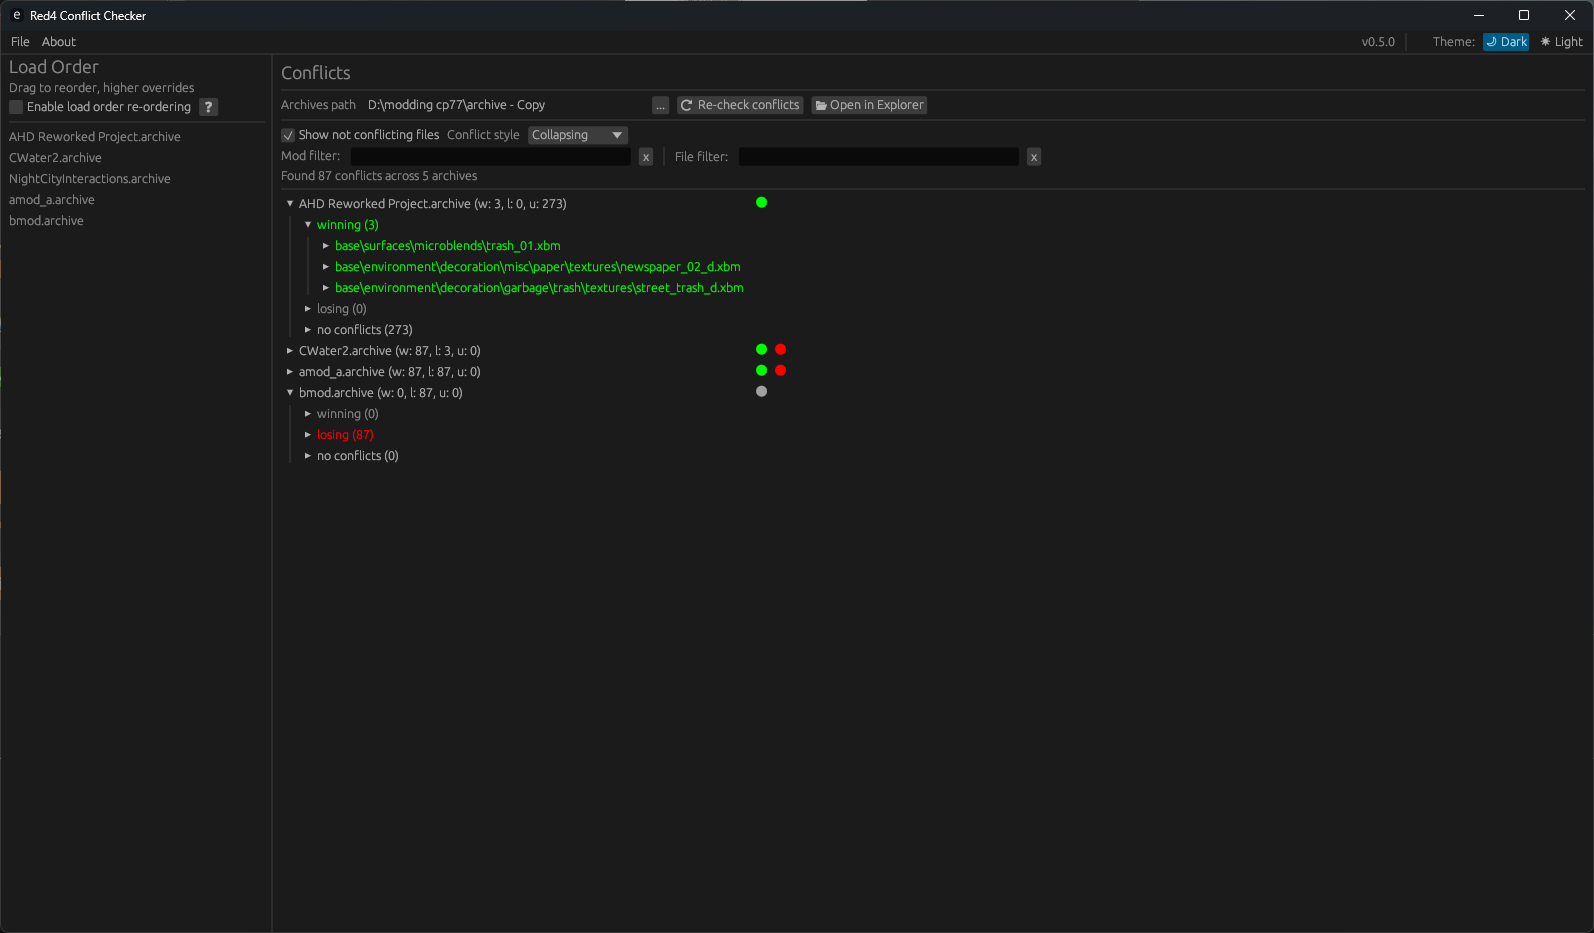 e Red4 Conflict Checker
File About
v0.5.0 Theme: Dark Light
Load Order
Drag to reorder, higher overrides
Enable load order re-ordering ?
AHD Reworked Project.archive
CWater2.archive
NightCityInteractions.archive
amod_a.archive
bmod.archive
Conflicts
Archives path D:\modding cp77\archive - Copy ... Re-check conflicts Open in Explorer
Show not conflicting files Conflict style Collapsing
Mod filter: x File filter: x
Found 87 conflicts across 5 archives
AHD Reworked Project.archive (w: 3, l: 0, u: 273)
winning (3)
base\surfaces\microblends\trash_01.xbm
base\environment\decoration\misc\paper\textures\newspaper_02_d.xbm
base\environment\decoration\garbage\trash\textures\street_trash_d.xbm
losing (0)
no conflicts (273)
CWater2.archive (w: 87, l: 3, u: 0)
amod_a.archive (w: 87, l: 87, u: 0)
bmod.archive (w: 0, l: 87, u: 0)
winning (0)
losing (87)
no conflicts (0)